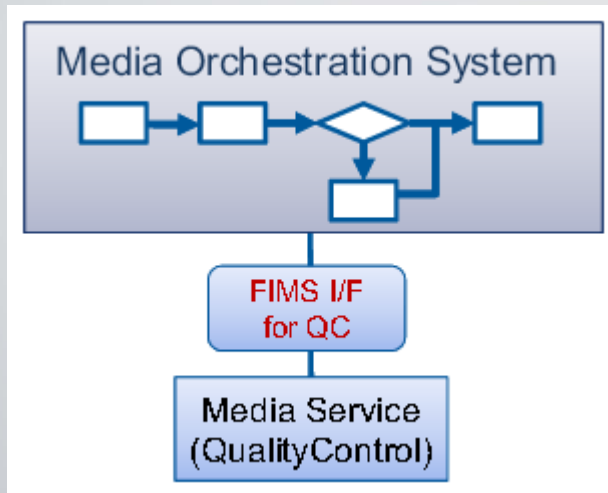 Media Orchestration System
FIMS I/F
for QC
Media Service
(QualityControl)